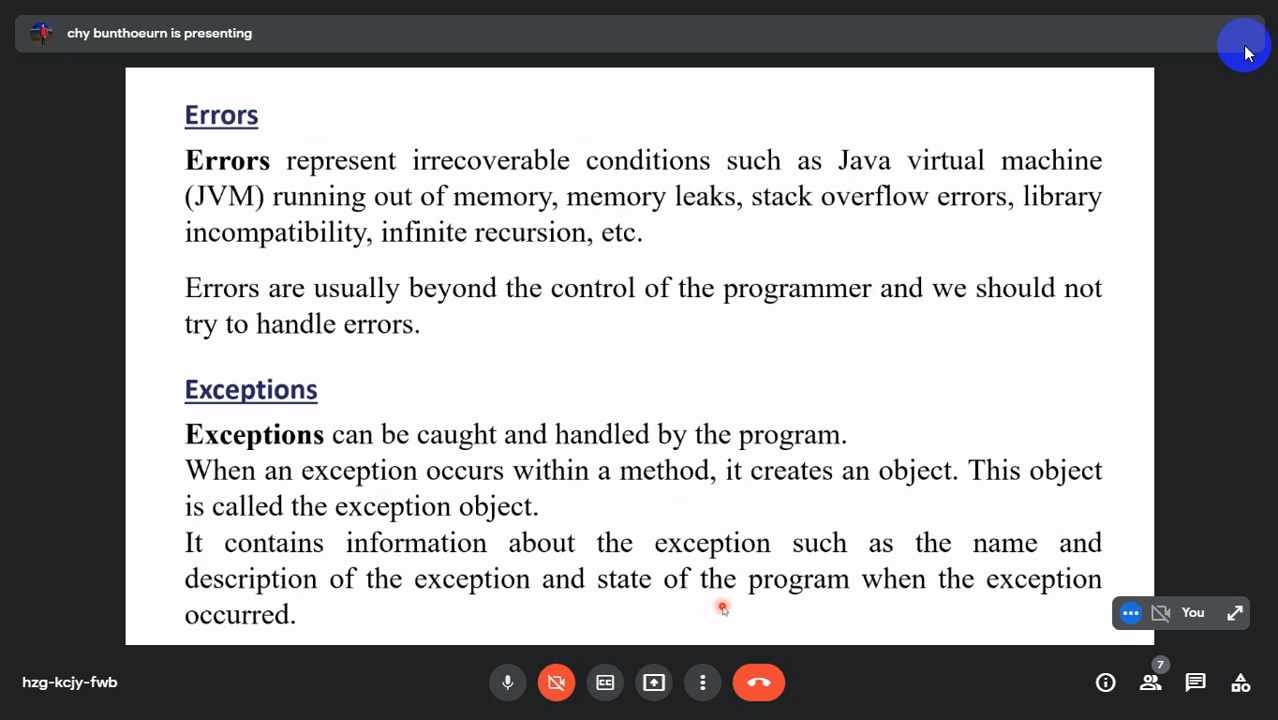 chy bunthoeurn is presenting
Errors
Errors represent irrecoverable conditions such as Java virtual machine
(JVM) running out of memory, memory leaks, stack overflow errors, library
incompatibility, infinite recursion, etc.
Errors are usually beyond the control of the programmer and we should not
try to handle errors.
Exceptions
Exceptions can be caught and handled by the program.
When an exception occurs within a method, it creates an object. This object
is called the exception object.
It contains information about the exception such as the name and
description of the exception and state of the program when the exception
occurred.
You
hzg-kcjy-fwb
CC
7